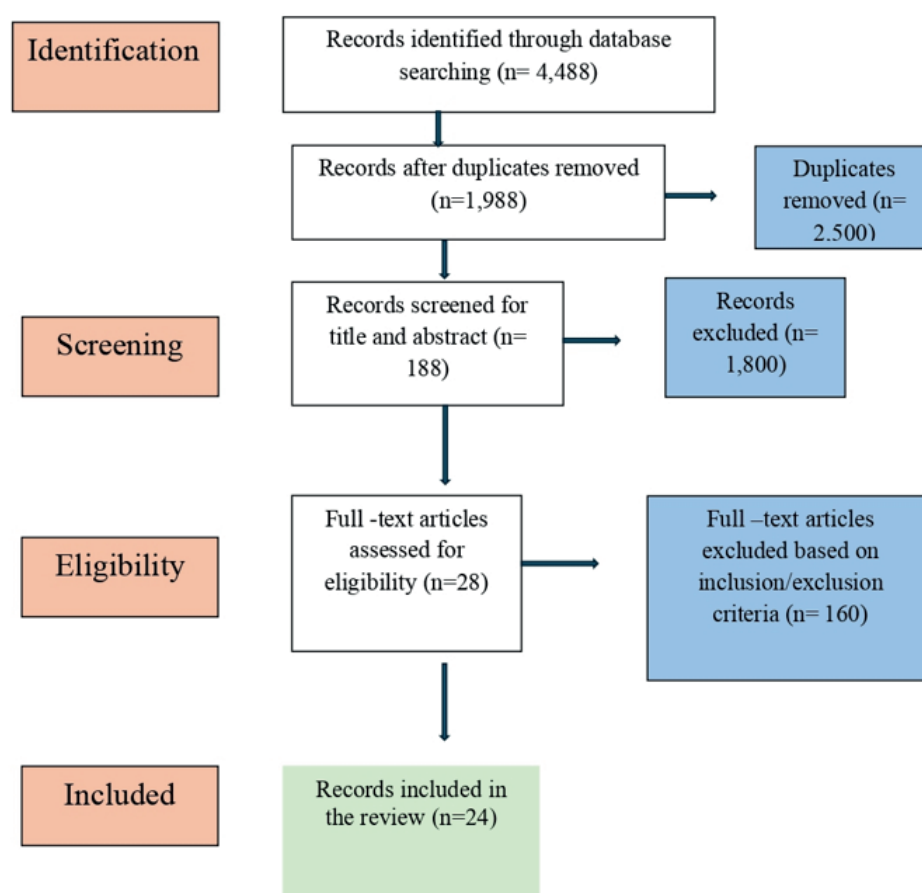 Identification
Records identified through database
searching (n= 4,488)
Records after duplicates removed
(n=1,988)
Duplicates
removed (n=
2,500)
Screening
Records screened for
title and abstract (n=
188)
Records
excluded (n=
1,800)
Eligibility
Full -text articles
assessed for
eligibility (n=28)
Full –text articles
excluded based on
inclusion/exclusion
criteria (n= 160)
Included
Records included in
the review (n=24)